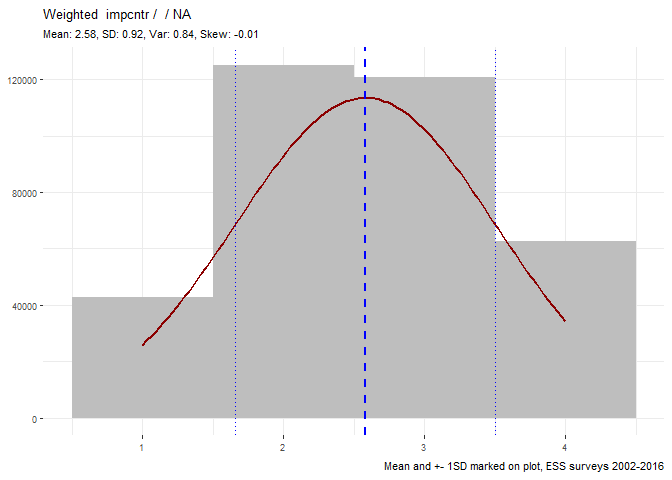 Weighted  impcntr /  / NA
Mean: 2.58, SD: 0.92, Var: 0.84, Skew: -0.01
120000
80000
40000
0
1 2 3 4
Mean and +- 1SD marked on plot, ESS surveys 2002-2016